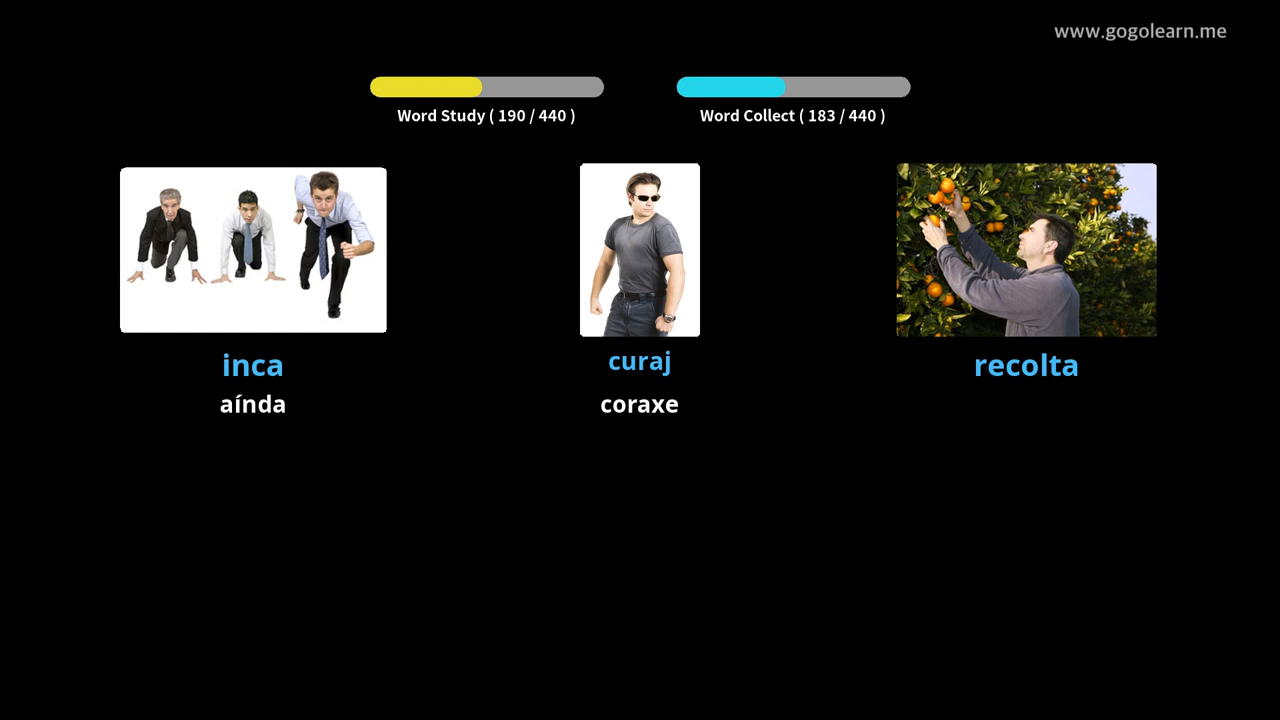 www.gogolearn.me
Word Study ( 190 / 440 )
Word Collect ( 183 / 440 )
inca
aínda
curaj
coraxe
recolta